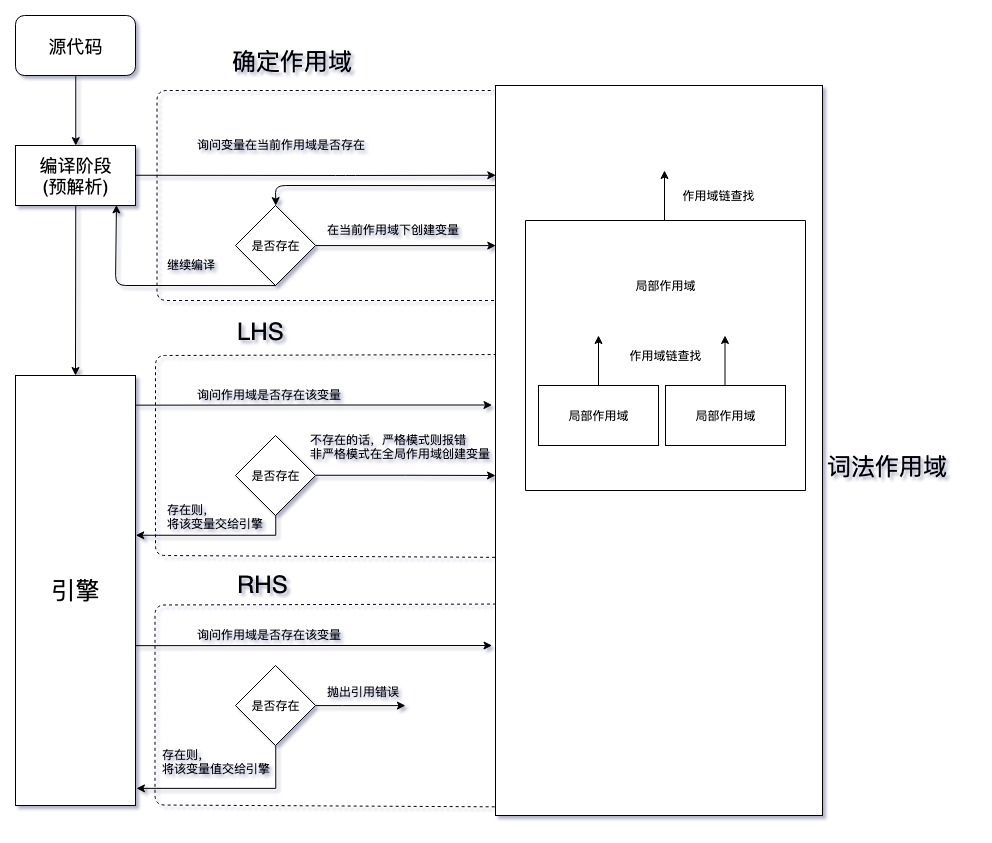 源代码
确定作用域
编译阶段
(预解析)
询问变量在当前作用域是否存在
是否存在
在当前作用域下创建变量
继续编译
LHS
询问作用域是否存在该变量
是否存在
不存在的话，严格模式则报错
非严格模式在全局作用域创建变量
存在则，
将该变量交给引擎
引擎
RHS
询问作用域是否存在该变量
是否存在
抛出引用错误
存在则，
将该变量值交给引擎
作用域链查找
局部作用域
作用域链查找
局部作用域
局部作用域
词法作用域